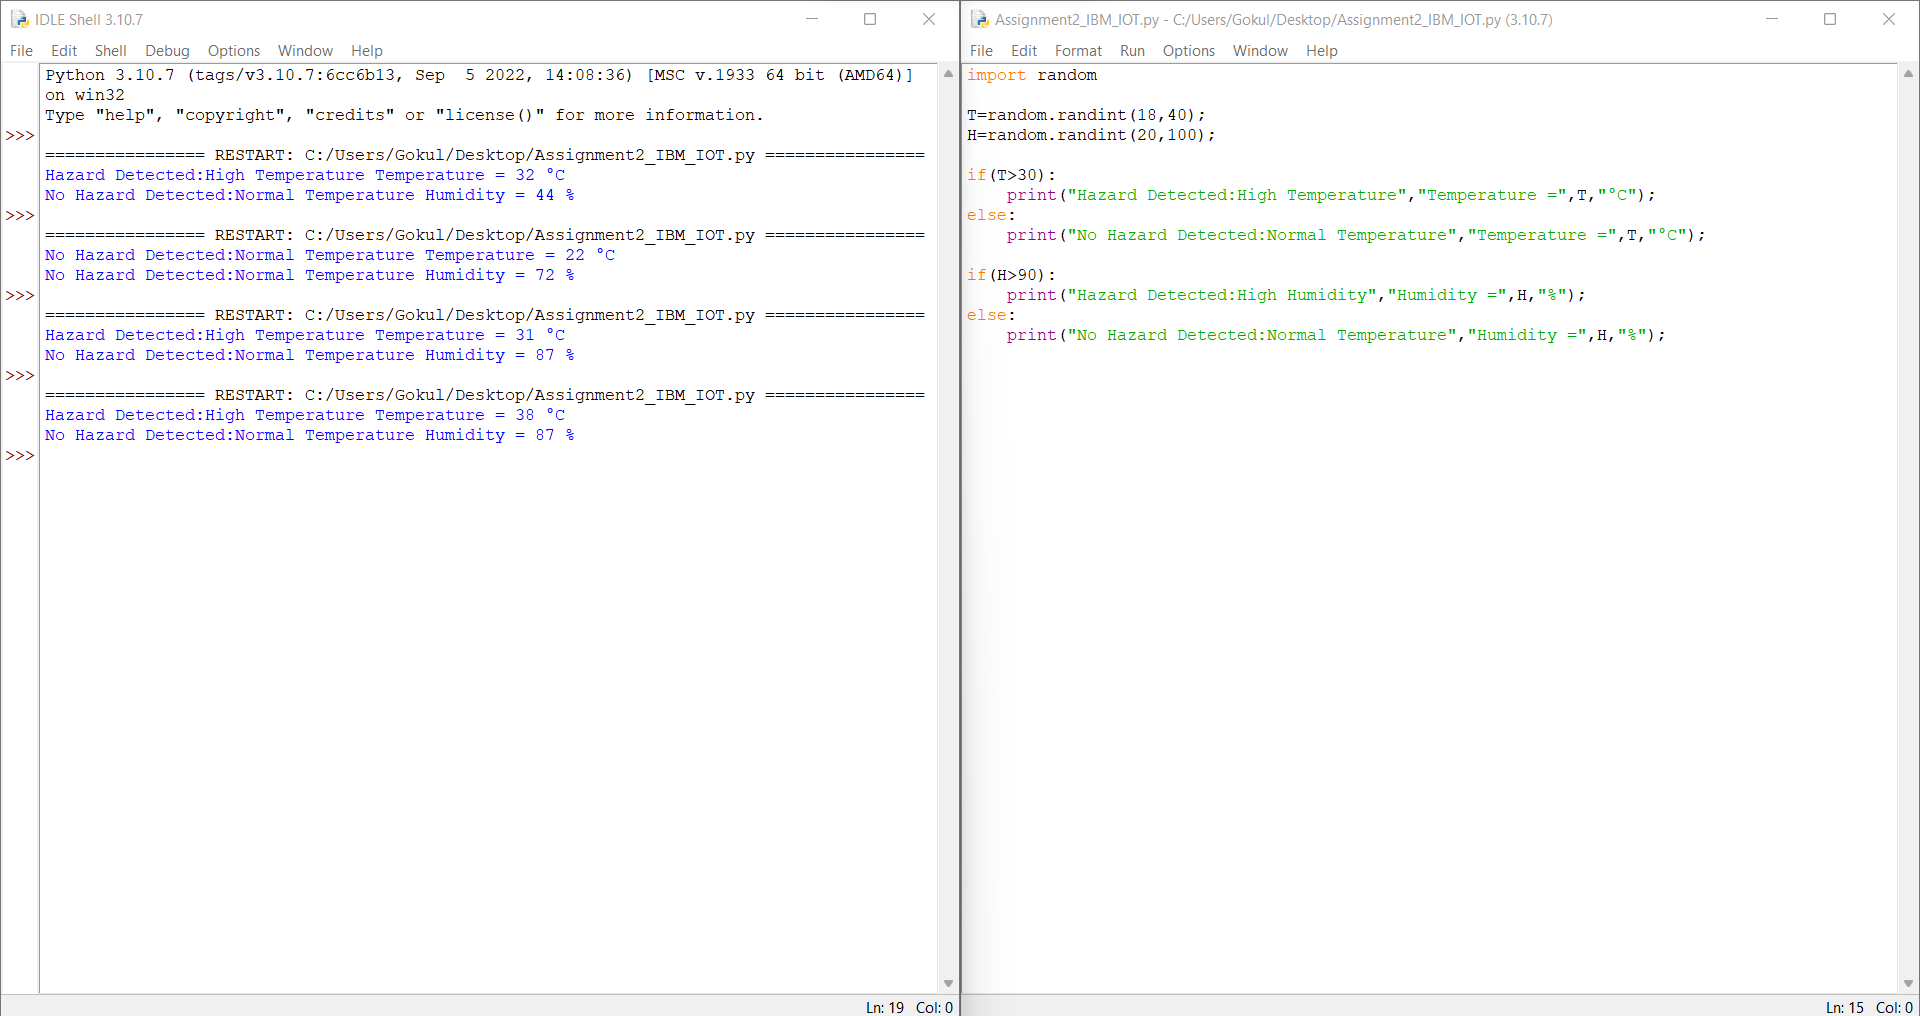 IDLE Shell 3.10.7
File Edit Shell Debug Options Window Help
Python 3.10.7 (tags/v3.10.7:6cc6b13, Sep  5 2022, 14:08:36) [MSC v.1933 64 bit (AMD64)]
on win32
Type "help", "copyright", "credits" or "license()" for more information.
>>>
================ RESTART: C:/Users/Gokul/Desktop/Assignment2_IBM_IOT.py ================
Hazard Detected:High Temperature Temperature = 32 °C
No Hazard Detected:Normal Temperature Humidity = 44 %
>>>
================ RESTART: C:/Users/Gokul/Desktop/Assignment2_IBM_IOT.py ================
No Hazard Detected:Normal Temperature Temperature = 22 °C
No Hazard Detected:Normal Temperature Humidity = 72 %
>>>
================ RESTART: C:/Users/Gokul/Desktop/Assignment2_IBM_IOT.py ================
Hazard Detected:High Temperature Temperature = 31 °C
No Hazard Detected:Normal Temperature Humidity = 87 %
>>>
================ RESTART: C:/Users/Gokul/Desktop/Assignment2_IBM_IOT.py ================
Hazard Detected:High Temperature Temperature = 38 °C
No Hazard Detected:Normal Temperature Humidity = 87 %
>>>
Ln: 19 Col: 0
Assignment2_IBM_IOT.py - C:/Users/Gokul/Desktop/Assignment2_IBM_IOT.py (3.10.7)
File Edit Format Run Options Window Help
import random
T=random.randint(18,40);
H=random.randint(20,100);
if(T>30):
    print("Hazard Detected:High Temperature","Temperature =",T,"°C");
else:
    print("No Hazard Detected:Normal Temperature","Temperature =",T,"°C");
if(H>90):
    print("Hazard Detected:High Humidity","Humidity =",H,"%");
else:
    print("No Hazard Detected:Normal Temperature","Humidity =",H,"%");
Ln: 15 Col: 0